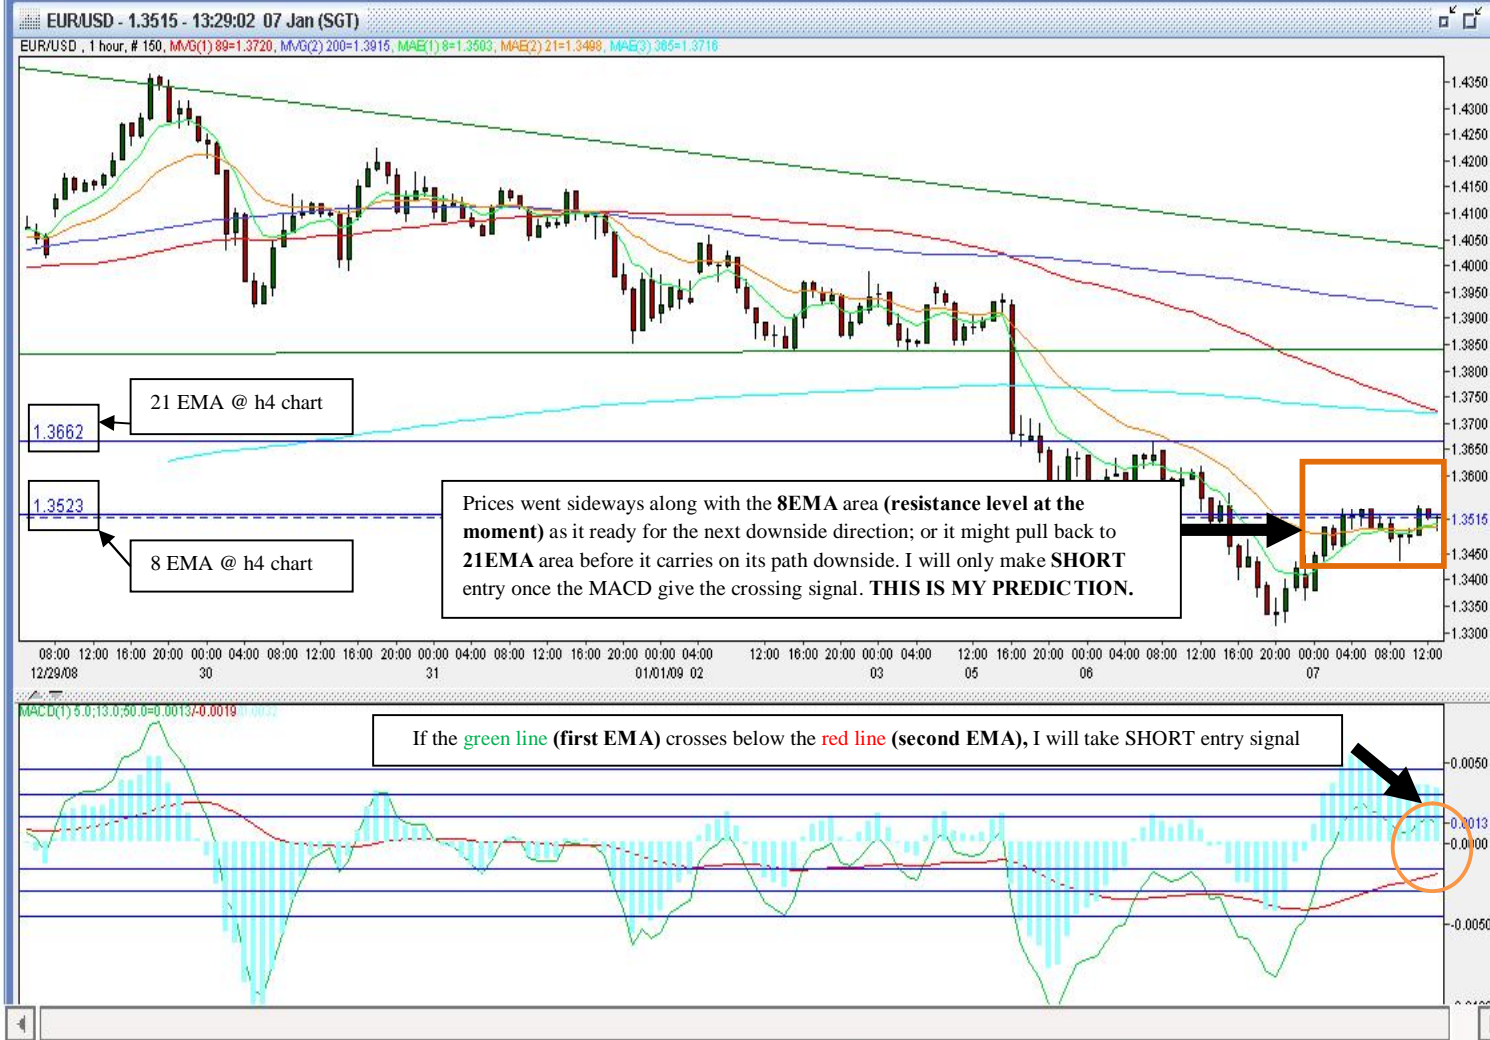 EUR/USD - 1.3515 - 13:29:02 07 Jan (SGT)
EUR/USD , 1 hour, # 150, MVG(1) 89=1.3720, MVG(2) 200=1.3915, MAE(1) 8=1.3503, MAE(2) 21=1.3498, MAE(3) 365=1.3716
1.4350
1.4300
1.4250
1.4200
1.4150
1.4100
1.4050
1.4000
1.3950
1.3900
1.3850
1.3800
1.3750
1.3700
1.3650
1.3600
1.3515
1.3450
1.3400
1.3350
1.3300
21 EMA @ h4 chart
1.3662
1.3523
8 EMA @ h4 chart
Prices went sideways along with the 8EMA area (resistance level at the
moment) as it ready for the next downside direction; or it might pull back to
21EMA area before it carries on its path downside. I will only make SHORT
entry once the MACD give the crossing signal. THIS IS MY PREDICTION.
08:00 12:00 16:00 20:00 00:00 04:00 08:00 12:00 16:00 20:00 00:00 04:00 08:00 12:00 16:00 20:00 00:00 04:00 12:00 16:00 20:00 00:00 04:00 08:00 12:00 16:00 20:00 00:00 04:00 08:00 12:00 16:00 20:00 00:00 04:00 08:00 12:00
12/29/08 30 31 01/01/09 02 03 05 06 07
MACD(1) 5.0;13.0;50.0=0.0013/-0.0019
If the green line (first EMA) crosses below the red line (second EMA), I will take SHORT entry signal
0.0050
0.0013
0.0000
-0.0050